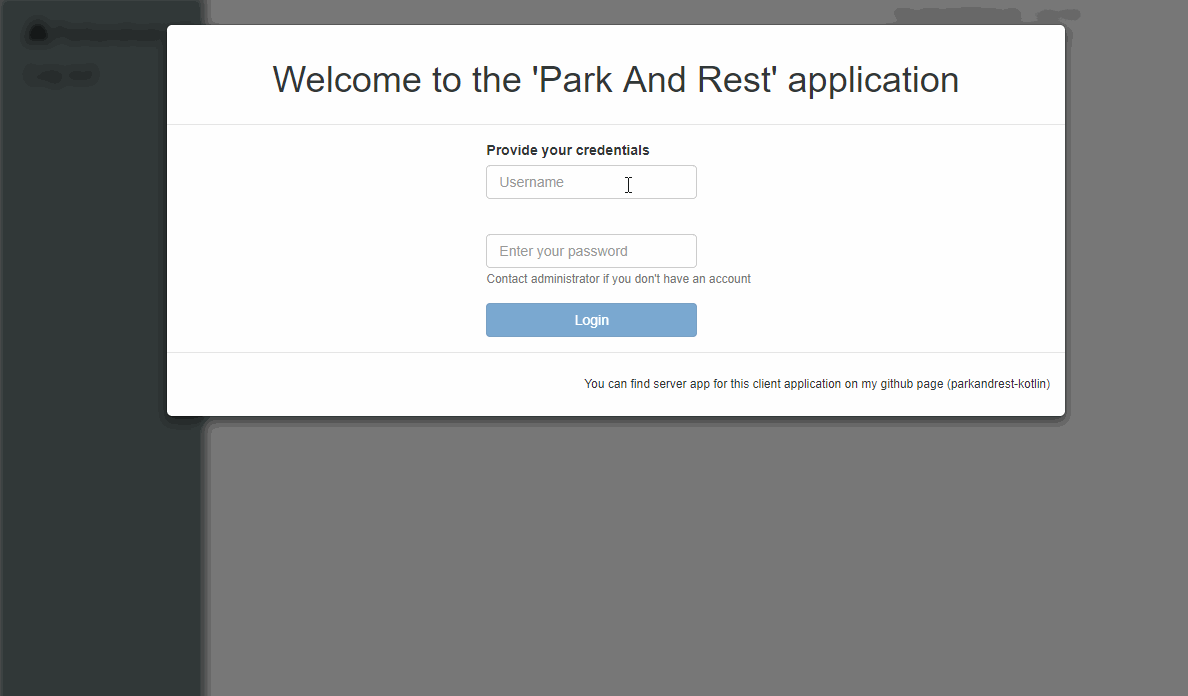 Welcome to the 'Park And Rest' application
Provide your credentials
Username
Enter your password
Contact administrator if you don't have an account
Login
You can find server app for this client application on my github page (parkandrest-kotlin)